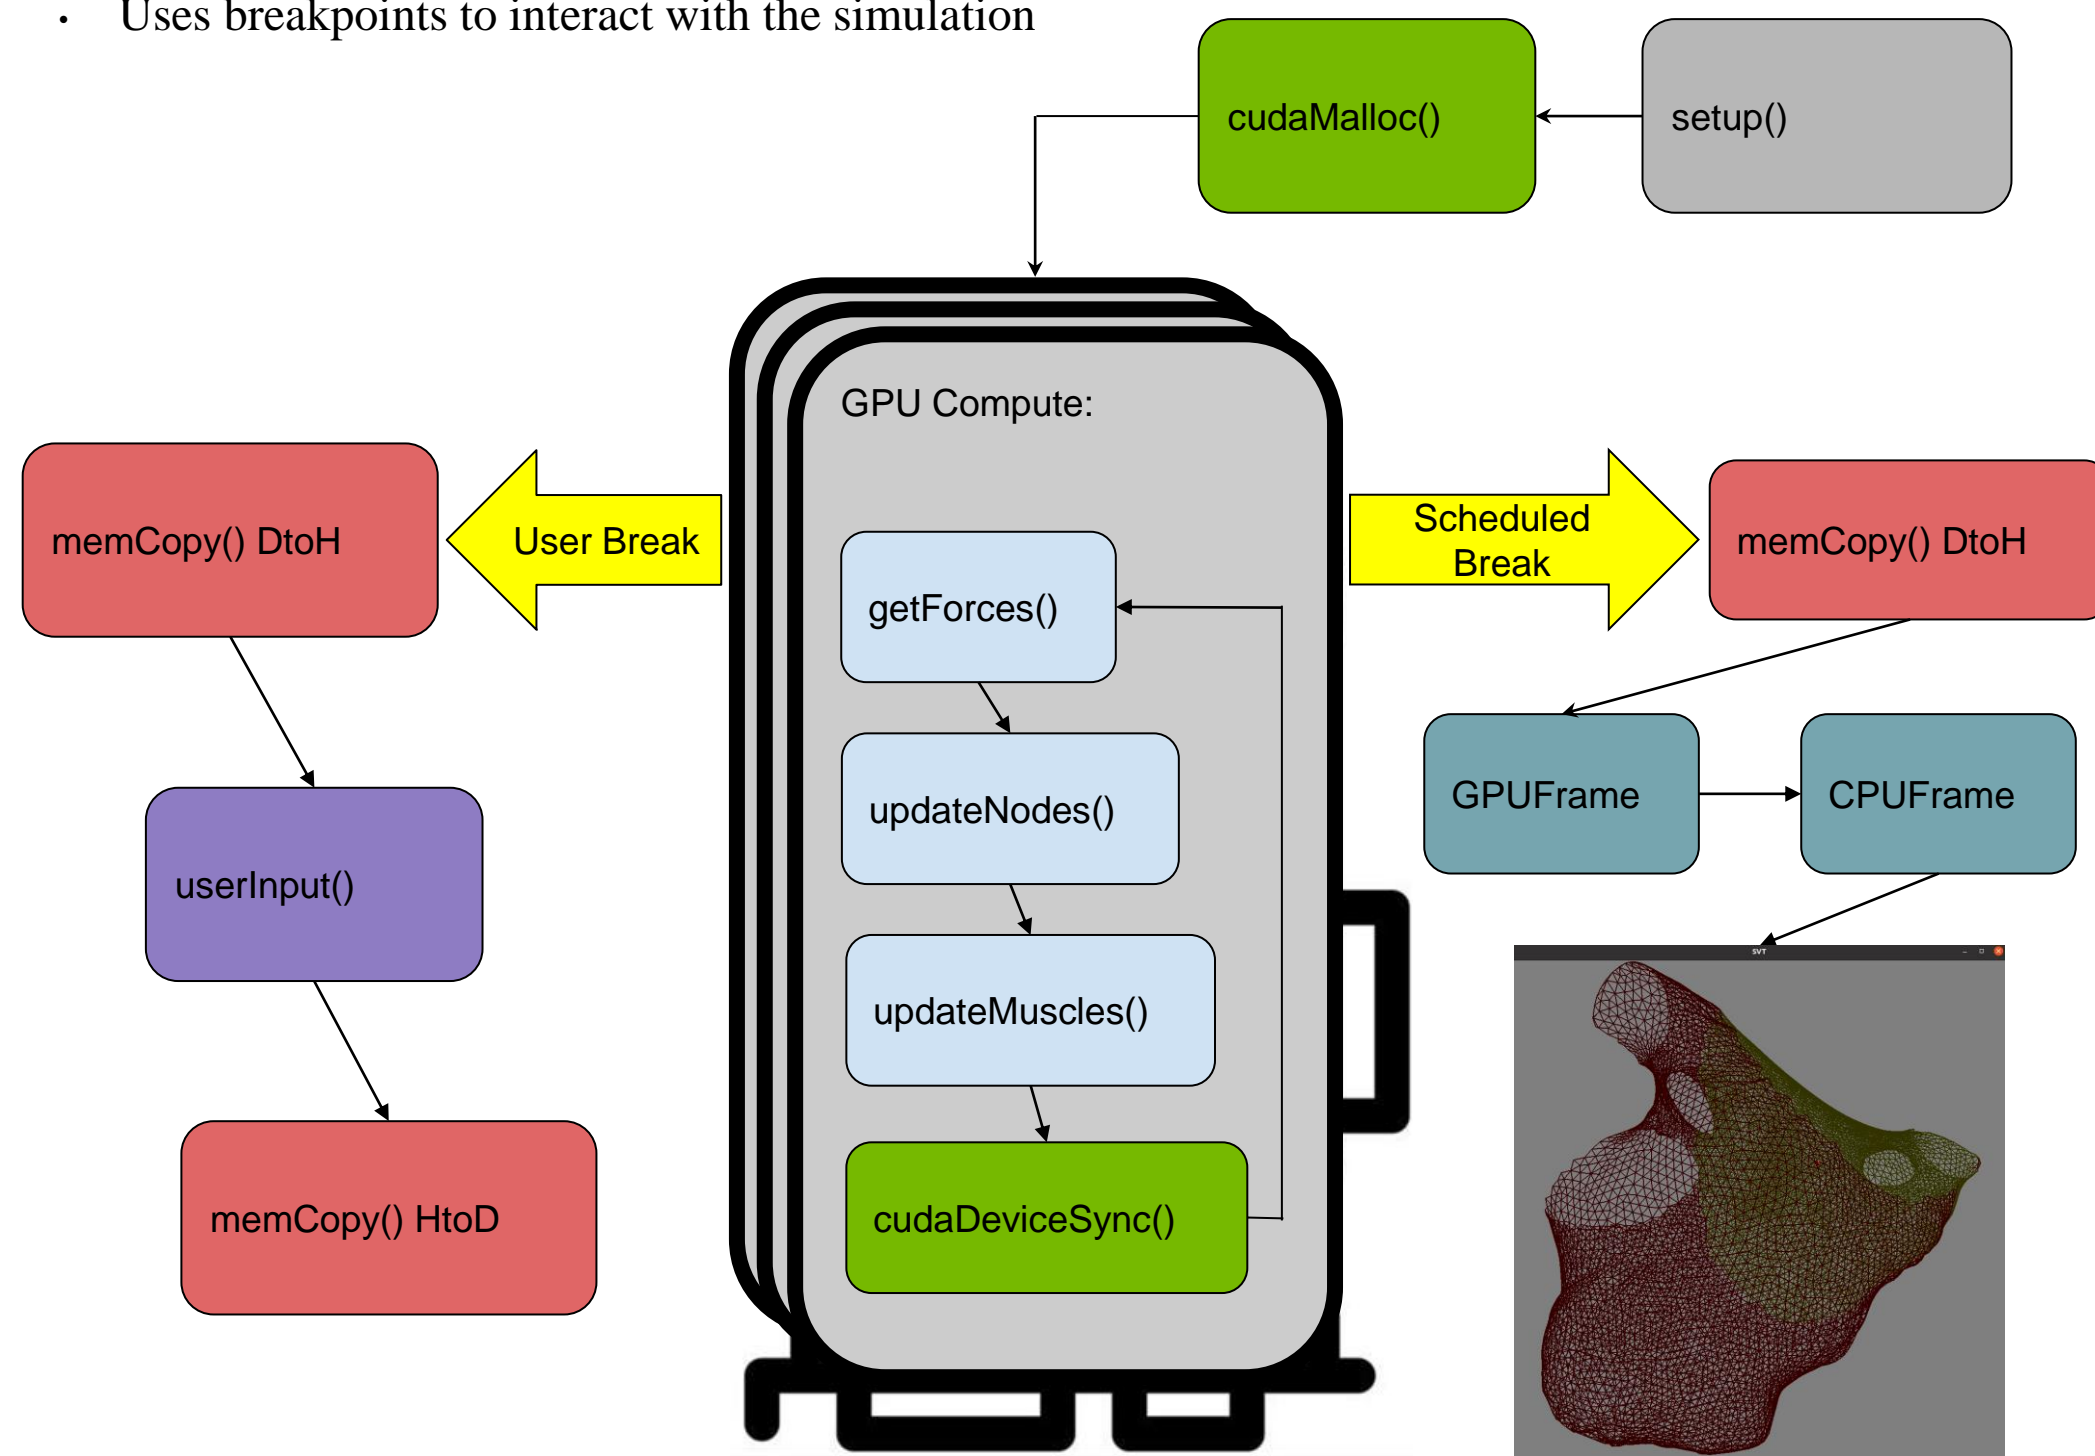 • Uses breakpoints to interact with the simulation
cudaMalloc()
setup()
GPU Compute:
memCopy() DtoH
User Break
Scheduled
Break
memCopy() DtoH
getForces()
updateNodes()
GPUFrame
CPUFrame
userInput()
SVT
updateMuscles()
memCopy() HtoD
cudaDeviceSync()